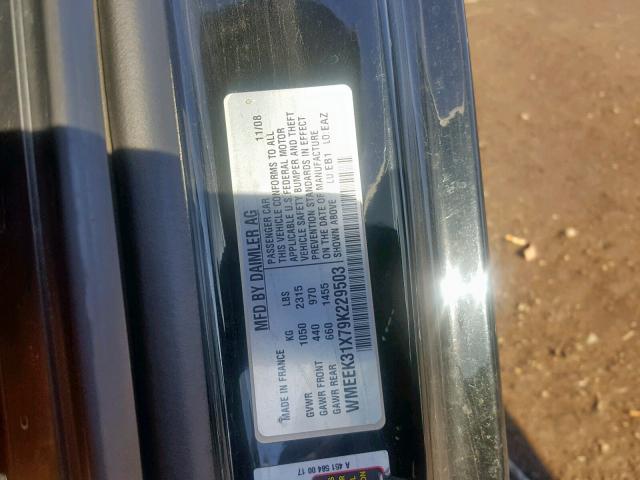 MFD BY DAIMLER AG
PASSENGER CAR 11/08
THIS VEHICLE CONFORMS TO ALL
APPLICABLE U.S FEDERAL MOTOR
VEHICLE SAFETY BUMPER AND THEFT
PREVENTION STANDARDS IN EFFECT
ON THE DATE OF MANUFACTURE
SHOWN ABOVE LU EB1 LO EAZ
MADE IN FRANCE KG LBS
GVWR 1050 2315
GAWR FRONT 440 970
GAWR REAR 660 1455
WMEEK31X79K229503
A 451 584 00 17